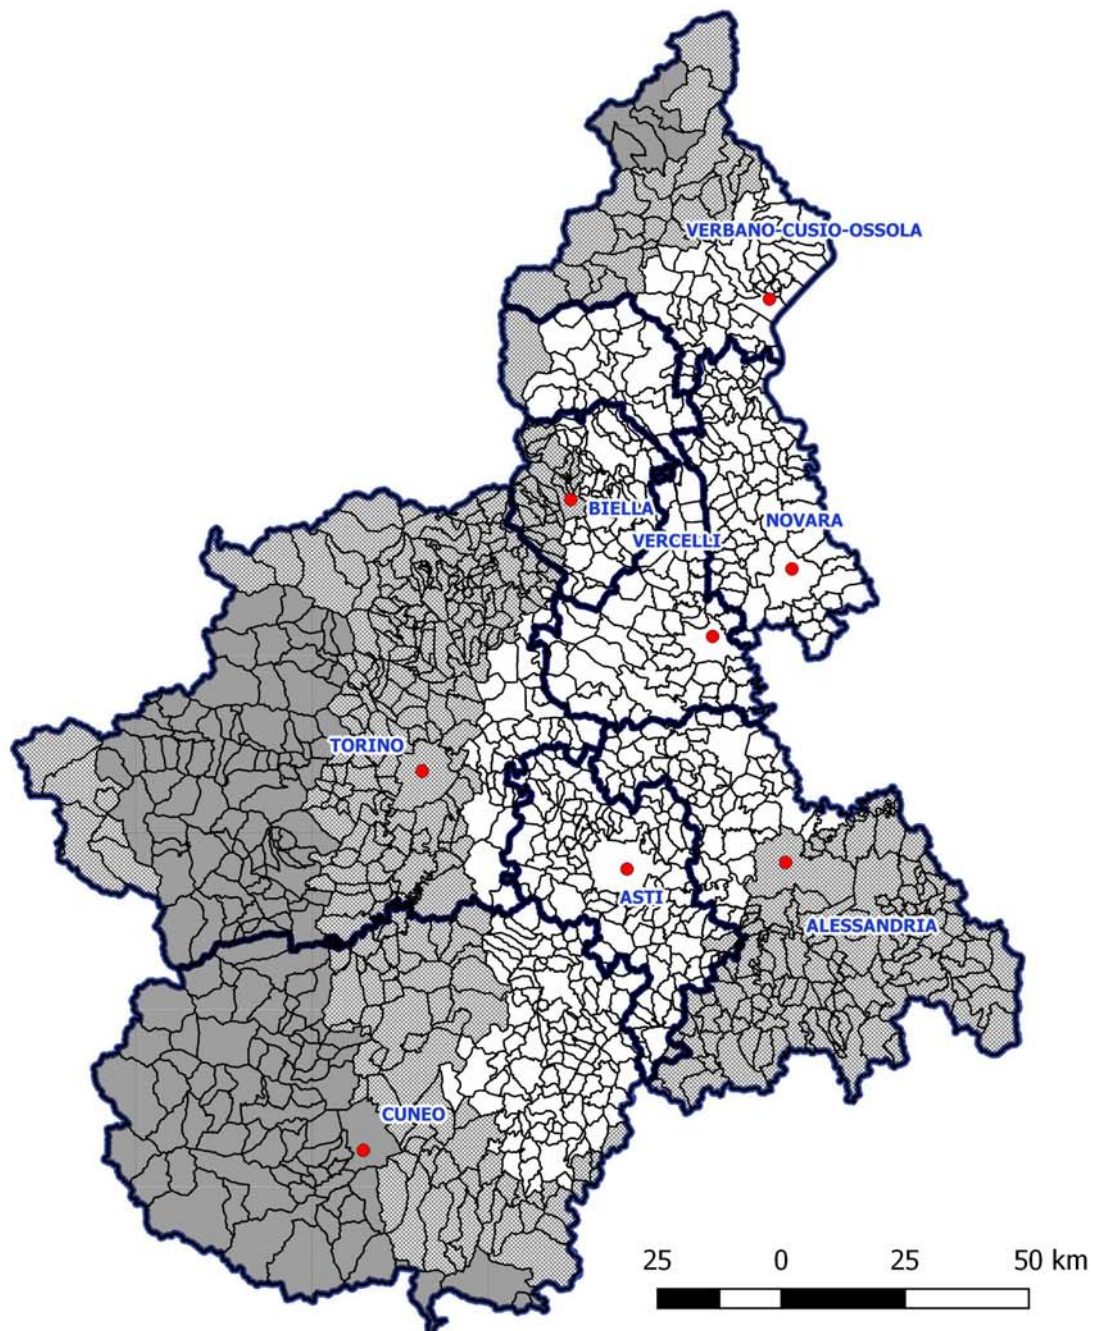 VERBANO-CUSIO-OSSOLA
BIELLA
NOVARA
VERCELLI
TORINO
ASTI
ALESSANDRIA
CUNEO
25 0 25 50 km